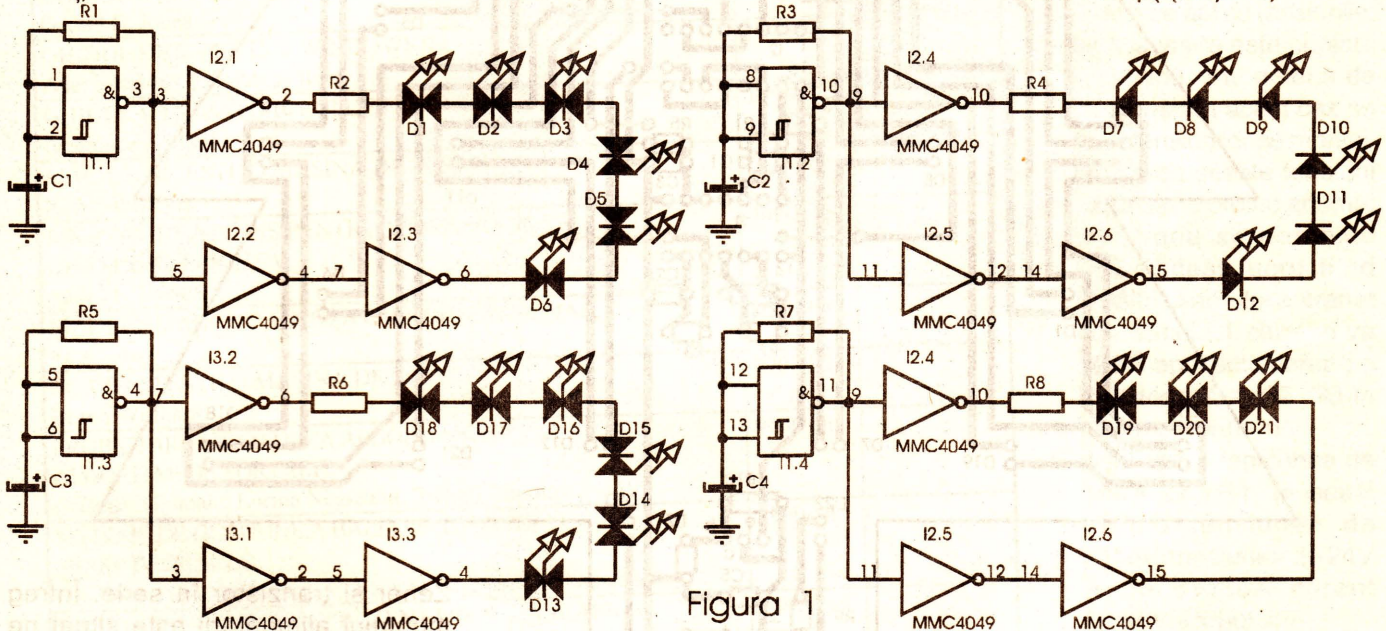 R1
I2.1
1
&
3
3
2
R2
D1
D2
D3
2
I1.1
MMC4049
D4
C1
+
D5
I2.2
I2.3
5
4
7
6
D6
MMC4049
MMC4049
R3
I2.4
8
&
10
9
10
R4
D7
D8
D9
9
I1.2
MMC4049
D10
C2
+
D11
I2.5
I2.6
11
12
14
15
D12
MMC4049
MMC4049
R5
I3.2
5
&
4
7
6
R6
D18
D17
D16
6
I1.3
MMC4049
D15
C3
+
D14
I3.1
I3.3
3
2
5
4
D13
MMC4049
MMC4049
R7
I2.4
12
&
11
9
10
R8
D19
D20
D21
13
I1.4
MMC4049
C4
+
I2.5
I2.6
11
12
14
15
MMC4049
MMC4049
Figura 1